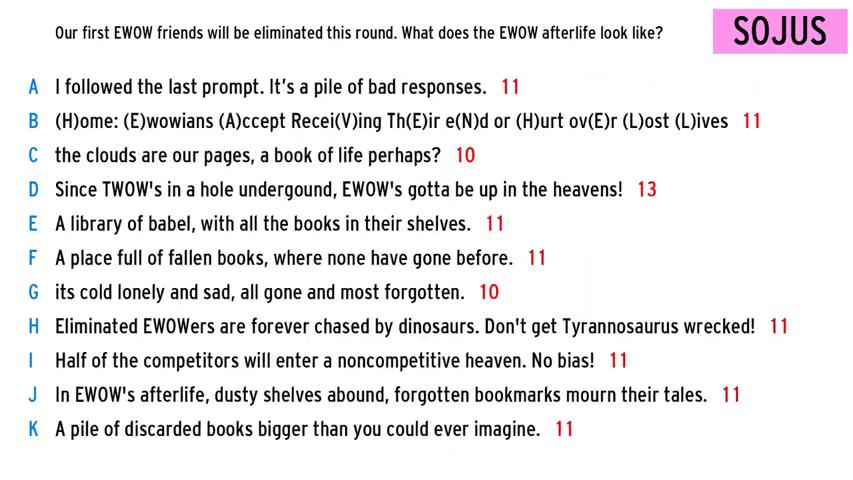 Our first EWOW friends will be eliminated this round. What does the EWOW afterlife look like?
SOJUS
A I followed the last prompt. It's a pile of bad responses. 11
B (H)ome: (E)wowians (A)ccept Recei(V)ing Th(E)ir e(N)d or (H)urt ov(E)r (L)ost (L)ives 11
C the clouds are our pages, a book of life perhaps? 10
D Since TWOW's in a hole undergound, EWOW's gotta be up in the heavens! 13
E A library of babel, with all the books in their shelves. 11
F A place full of fallen books, where none have gone before. 11
G its cold lonely and sad, all gone and most forgotten. 10
H Eliminated EWOWers are forever chased by dinosaurs. Don't get Tyrannosaurus wrecked! 11
I Half of the competitors will enter a noncompetitive heaven. No bias! 11
J In EWOW's afterlife, dusty shelves abound, forgotten bookmarks mourn their tales. 11
K A pile of discarded books bigger than you could ever imagine. 11